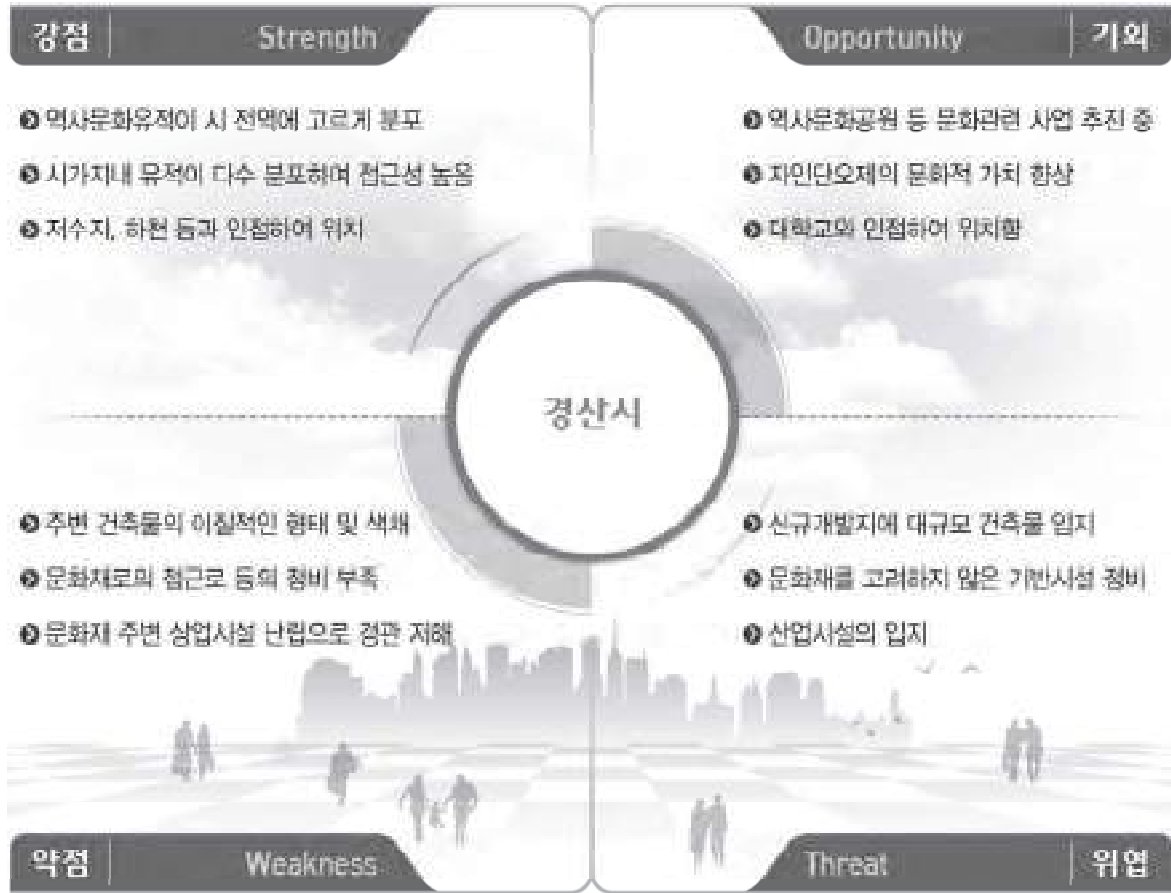 강점 Strength
역사문화유적이 시 전역에 고르게 분포
시가지내 유적이 다수 분포하며 접근성 높음
저수지, 하천 등과 인접하여 위치
Opportunity 기회
역사문화공원 등 문화관련 사업 추진 중
자인단오제의 문화적 가치 향상
대학교와 인접하여 위치함
경산시
주변 건축물의 이질적인 형태 및 색채
문화재로의 접근로 등의 정비 부족
문화재 주변 상업시설 난립으로 경관 저해
약점 Weakness
신규개발지에 대규모 건축물 입지
문화재를 고려하지 않은 기반시설 정비
산업시설의 입지
Threat 위협